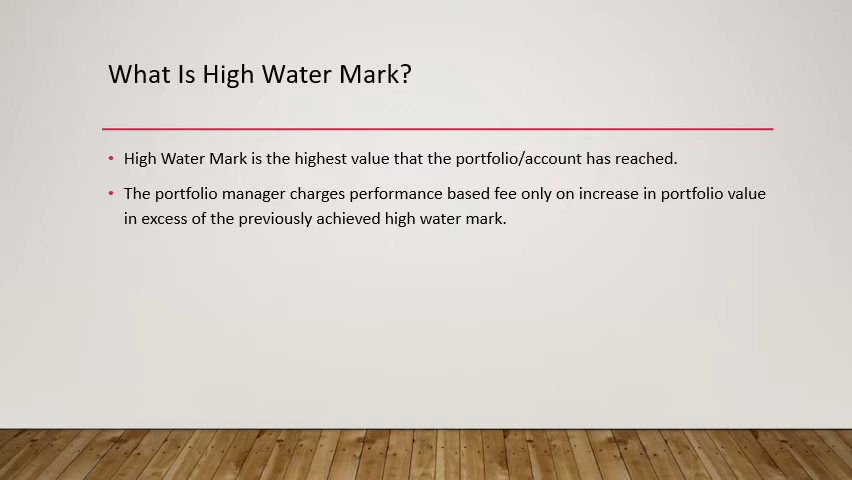 What Is High Water Mark?
• High Water Mark is the highest value that the portfolio/account has reached.
• The portfolio manager charges performance based fee only on increase in portfolio value
in excess of the previously achieved high water mark.